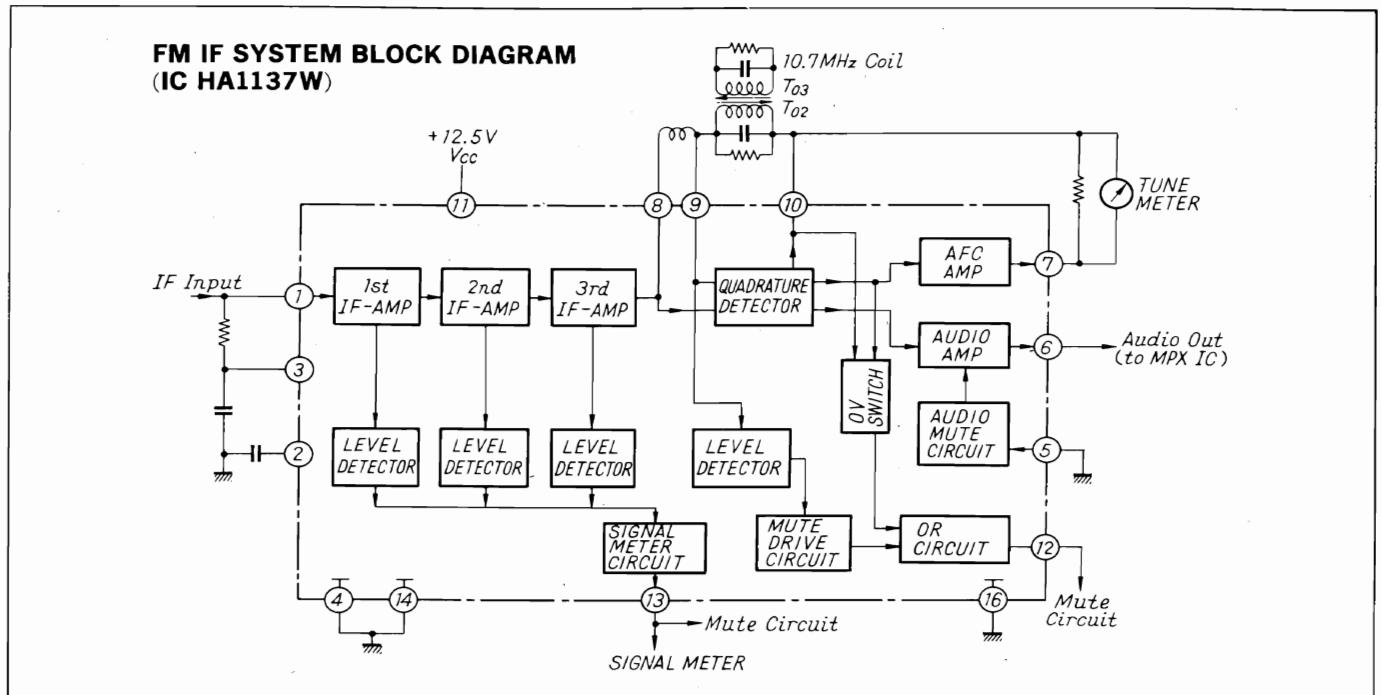 FM IF SYSTEM BLOCK DIAGRAM
(IC HA1137W)
10.7MHz Coil
T03
T02
+12.5V
Vcc
TUNE
METER
11
8
9
10
IF Input
1
1st
IF-AMP
2nd
IF-AMP
3rd
IF-AMP
QUADRATURE
DETECTOR
AFC
AMP
7
AUDIO
AMP
6
Audio Out
(to MPX IC)
3
0V
SWITCH
AUDIO
MUTE
CIRCUIT
5
2
LEVEL
DETECTOR
LEVEL
DETECTOR
LEVEL
DETECTOR
LEVEL
DETECTOR
SIGNAL
METER
CIRCUIT
MUTE
DRIVE
CIRCUIT
OR
CIRCUIT
12
4
14
13
16
Mute Circuit
Mute
Circuit
SIGNAL METER